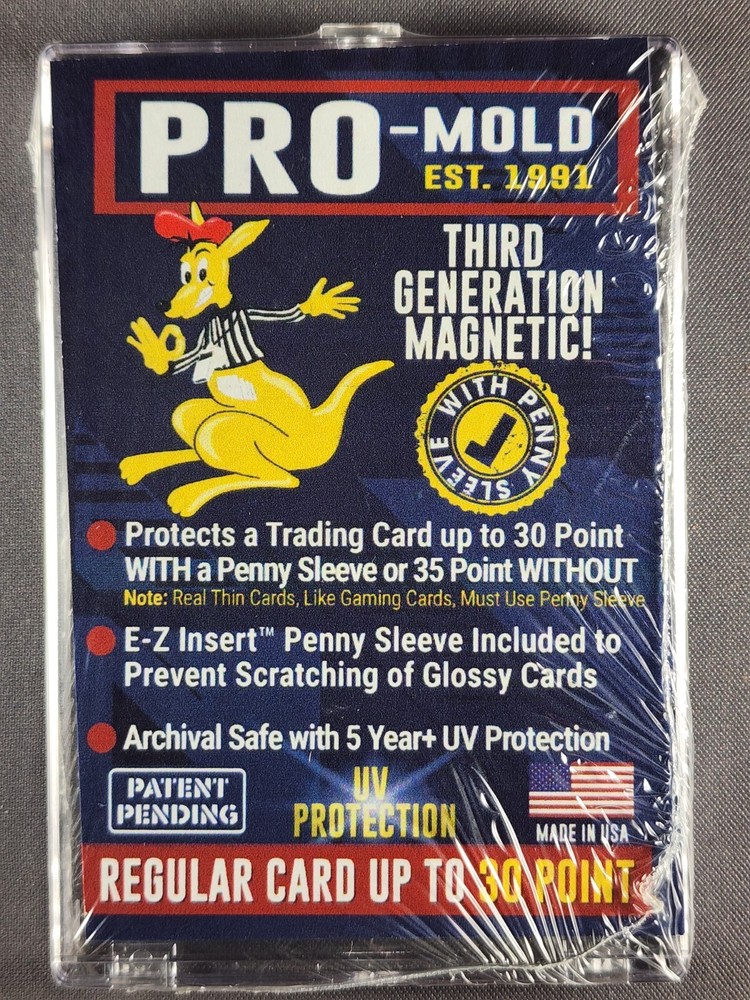 PRO-MOLD
EST. 1991
THIRD
GENERATION
MAGNETIC!
WITH PENNY
SLEEVE
Protects a Trading Card up to 30 Point
WITH a Penny Sleeve or 35 Point WITHOUT
Note: Real Thin Cards, Like Gaming Cards, Must Use Penny Sleeve
E-Z Insert™ Penny Sleeve Included to
Prevent Scratching of Glossy Cards
Archival Safe with 5 Year+ UV Protection
PATENT
PENDING
UV
PROTECTION
MADE IN USA
REGULAR CARD UP TO 30 POINT